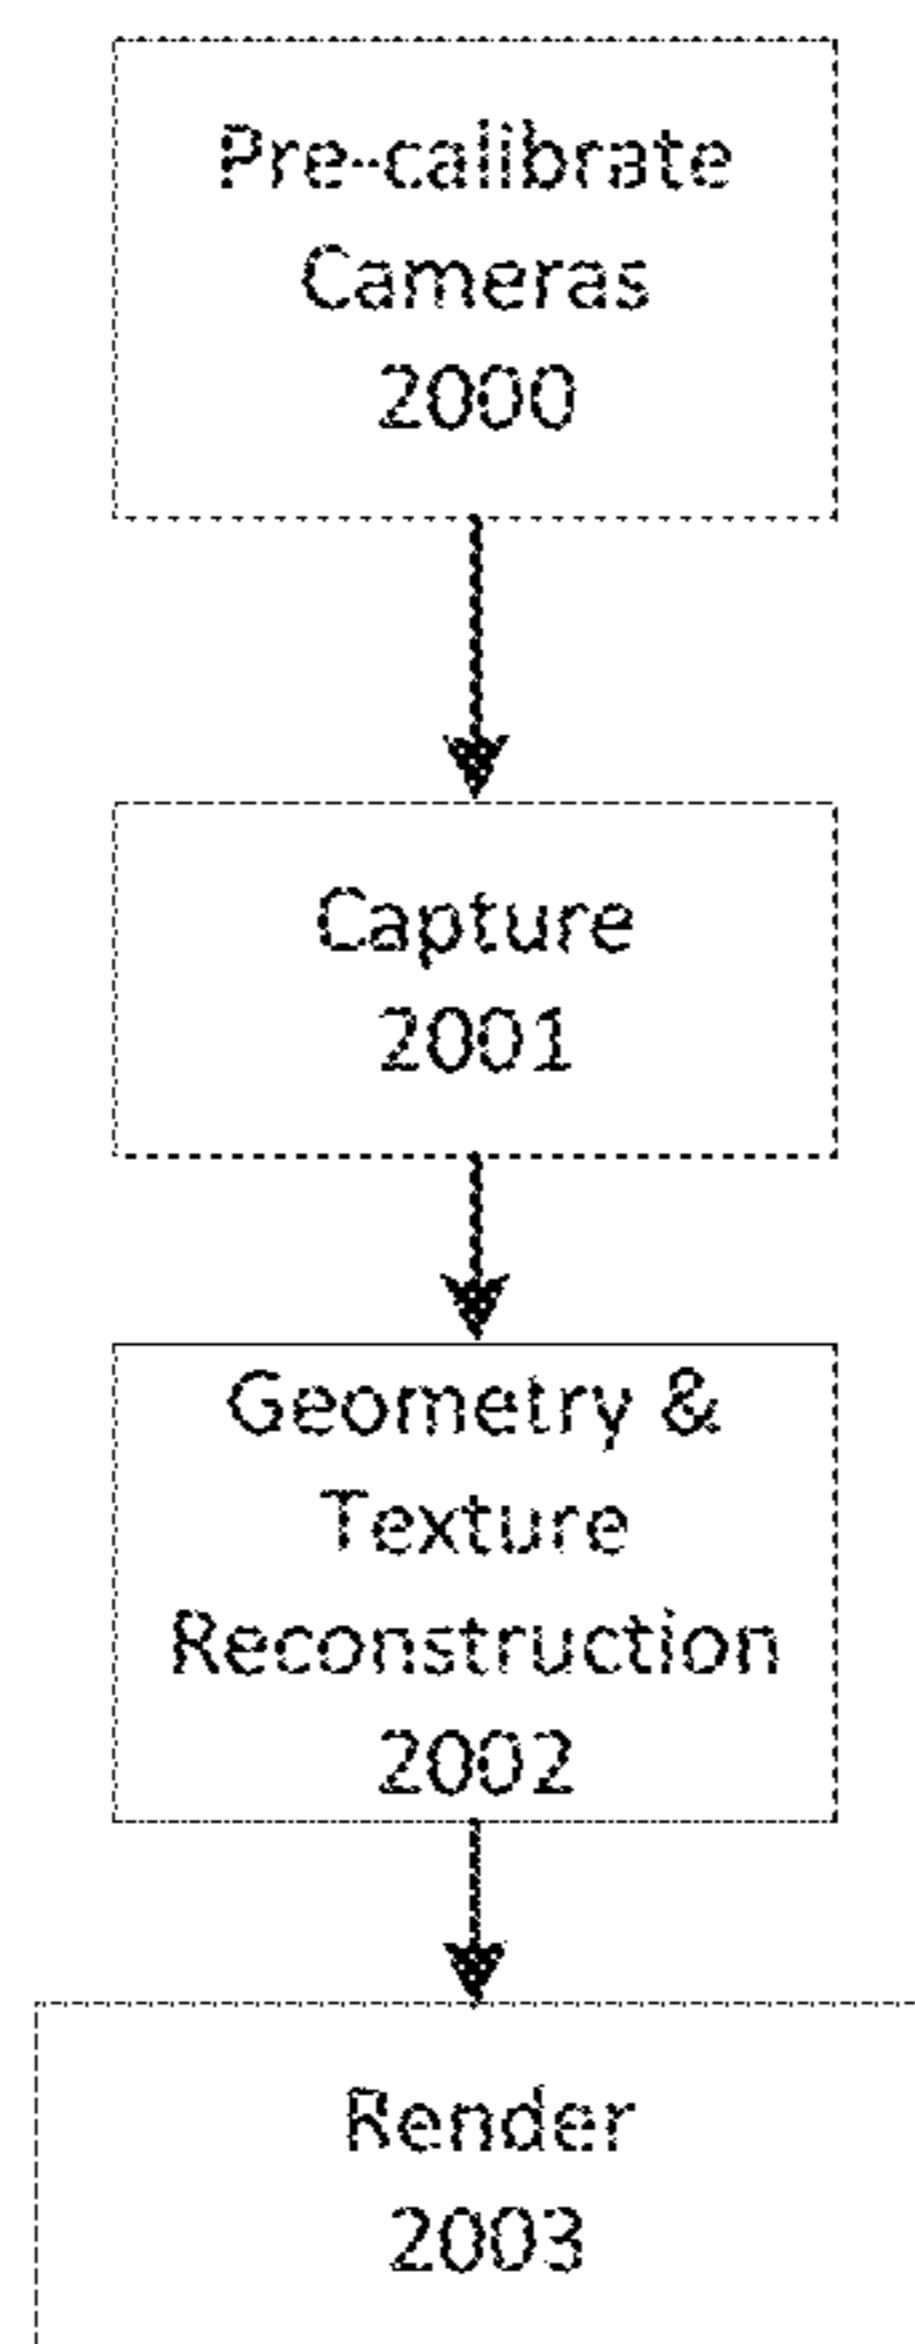 Pre-calibrate
Cameras
2000
Capture
2001
Geometry &
Texture
Reconstruction
2002
Render
2003